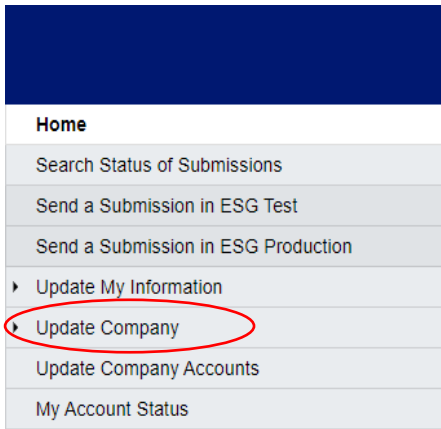 Home
Search Status of Submissions
Send a Submission in ESG Test
Send a Submission in ESG Production
Update My Information
Update Company
Update Company Accounts
My Account Status